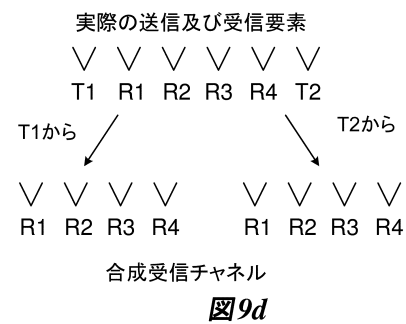 実際の送信及び受信要素
T1 R1 R2 R3 R4 T2
T1から
T2から
R1 R2 R3 R4 R1 R2 R3 R4
合成受信チャネル
図9d